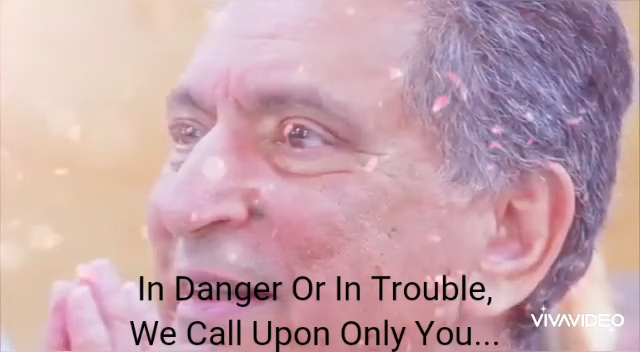 In Danger Or In Trouble,
We Call Upon Only You...
VIVAVIDEO